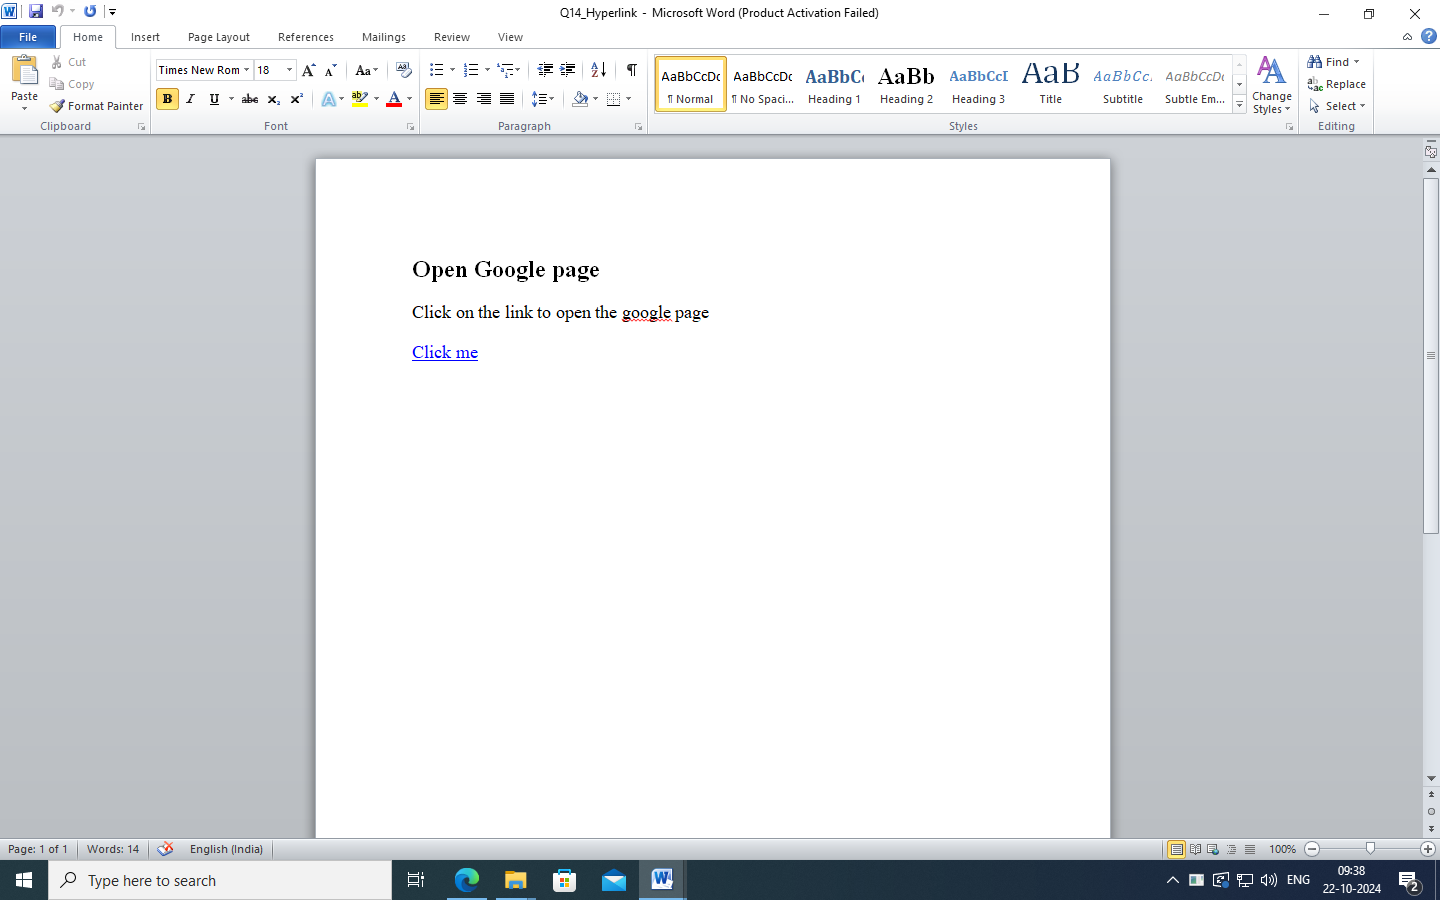 Q14_Hyperlink - Microsoft Word (Product Activation Failed)
File Home Insert Page Layout References Mailings Review View
Paste
Cut
Copy
Format Painter
Clipboard
Times New Rom 18
Font
Paragraph
AaBbCcDc AaBbCcDc AaBbCc AaBb AaBbCcI AaB AaBbCc. AaBbCcDc
¶ Normal ¶ No Spaci... Heading 1 Heading 2 Heading 3 Title Subtitle Subtle Em...
Change Styles
Styles
Find
Replace
Select
Editing
Open Google page
Click on the link to open the google page
Click me
Page: 1 of 1 Words: 14 English (India) 100%
Type here to search
ENG
09:38
22-10-2024
2